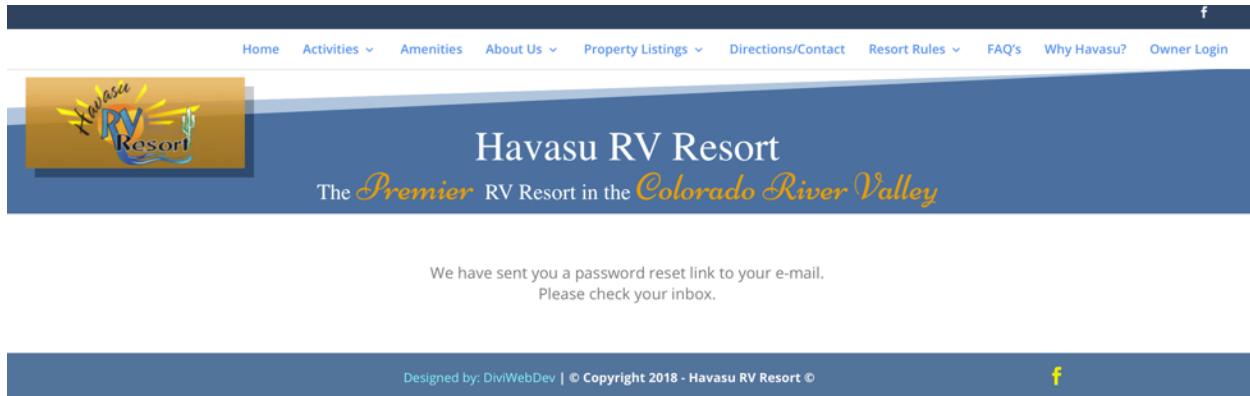 Home Activities Amenities About Us Property Listings Directions/Contact Resort Rules FAQ's Why Havasu? Owner Login
Havasu
RV
Resort
Havasu RV Resort
The Premier RV Resort in the Colorado River Valley
We have sent you a password reset link to your e-mail.
Please check your inbox.
Designed by: DiviWebDev | © Copyright 2018 - Havasu RV Resort ©